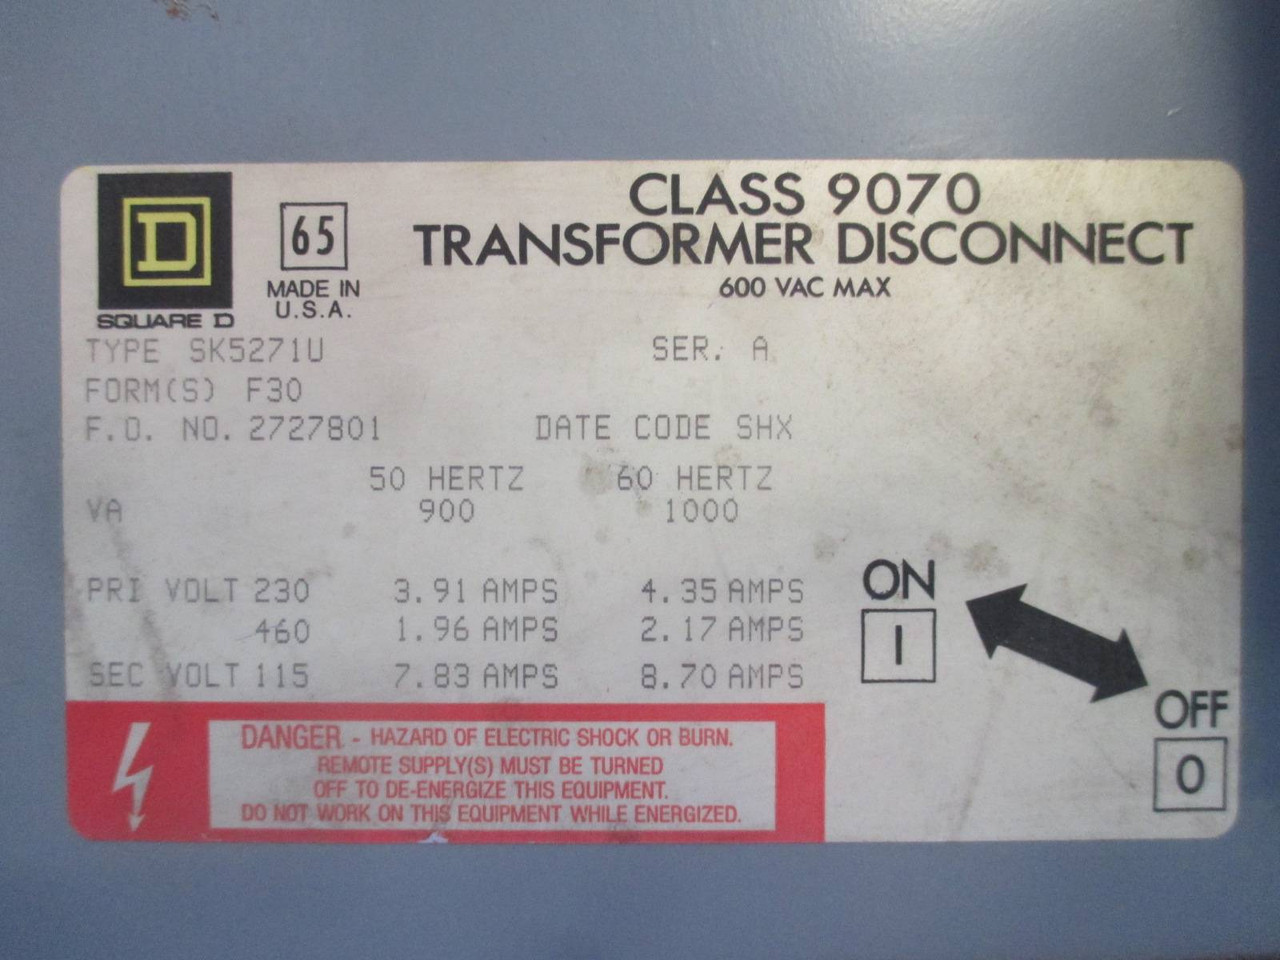 D
SQUARE D
65
MADE IN
U.S.A.
CLASS 9070
TRANSFORMER DISCONNECT
600 VAC MAX
TYPE SK5271U SER. A
FORM(S) F30
F.O. NO. 2727801 DATE CODE SHX
50 HERTZ 60 HERTZ
VA 900 1000
PRI VOLT 230 3.91 AMPS 4.35 AMPS
460 1.96 AMPS 2.17 AMPS
SEC VOLT 115 7.83 AMPS 8.70 AMPS
ON
I
OFF
0
DANGER - HAZARD OF ELECTRIC SHOCK OR BURN.
REMOTE SUPPLY(S) MUST BE TURNED
OFF TO DE-ENERGIZE THIS EQUIPMENT.
DO NOT WORK ON THIS EQUIPMENT WHILE ENERGIZED.